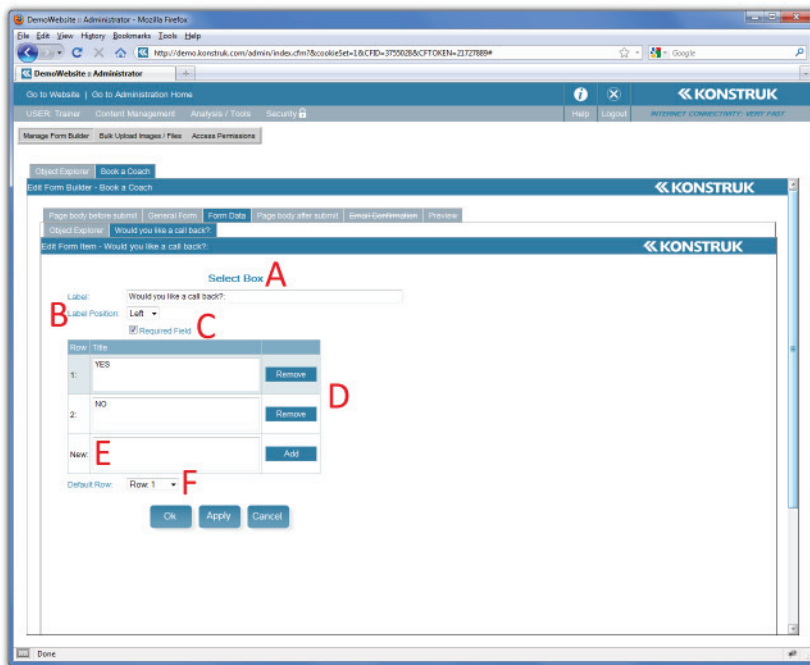 DemoWebsite :: Administrator - Mozilla Firefox
File Edit View History Bookmarks Tools Help
http://demo.konstruk.com/admin/index.cfm?&cookieSet=1&CFID=3755028&CFTOKEN=21727889#
Google
DemoWebsite :: Administrator
Go to Website | Go to Administration Home
KONSTRUK
USER: Trainer Content Management Analysis / Tools Security Help Logout INTERNET CONNECTIVITY: VERY FAST
Manage Form Builder Bulk Upload Images / Files Access Permissions
Object Explorer Book a Coach
Edit Form Builder - Book a Coach KONSTRUK
Page body before submit General Form Form Data Page body after submit Email Confirmation Preview
Object Explorer Would you like a call back?:
Edit Form Item - Would you like a call back?: KONSTRUK
Select Box A
Label: Would you like a call back?:
B Label Position: Left
Required Field C
Row Title
1: YES Remove
D
2: NO Remove
New: E Add
Default Row: Row: 1 F
Ok Apply Cancel
Done